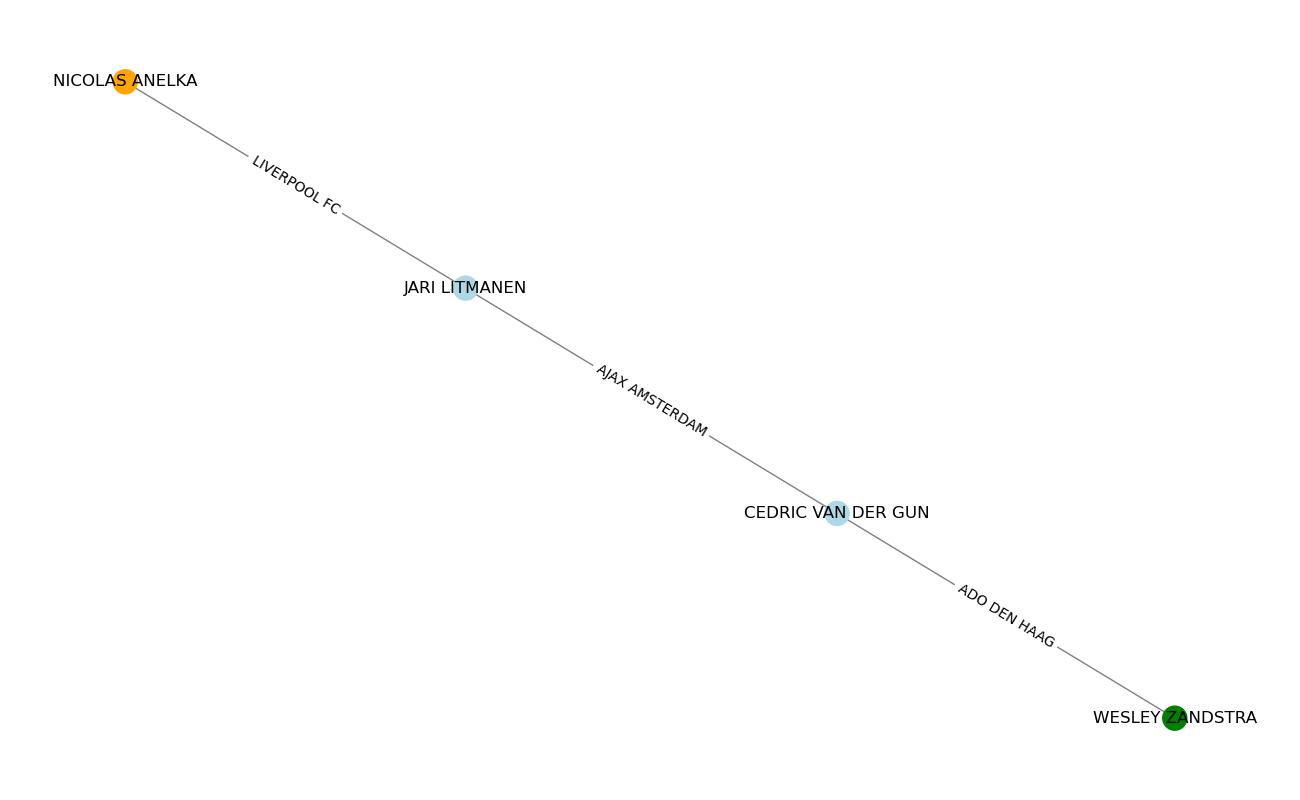 NICOLAS ANELKA
LIVERPOOL FC
JARI LITMANEN
AJAX AMSTERDAM
CEDRIC VAN DER GUN
ADO DEN HAAG
WESLEY ZANDSTRA